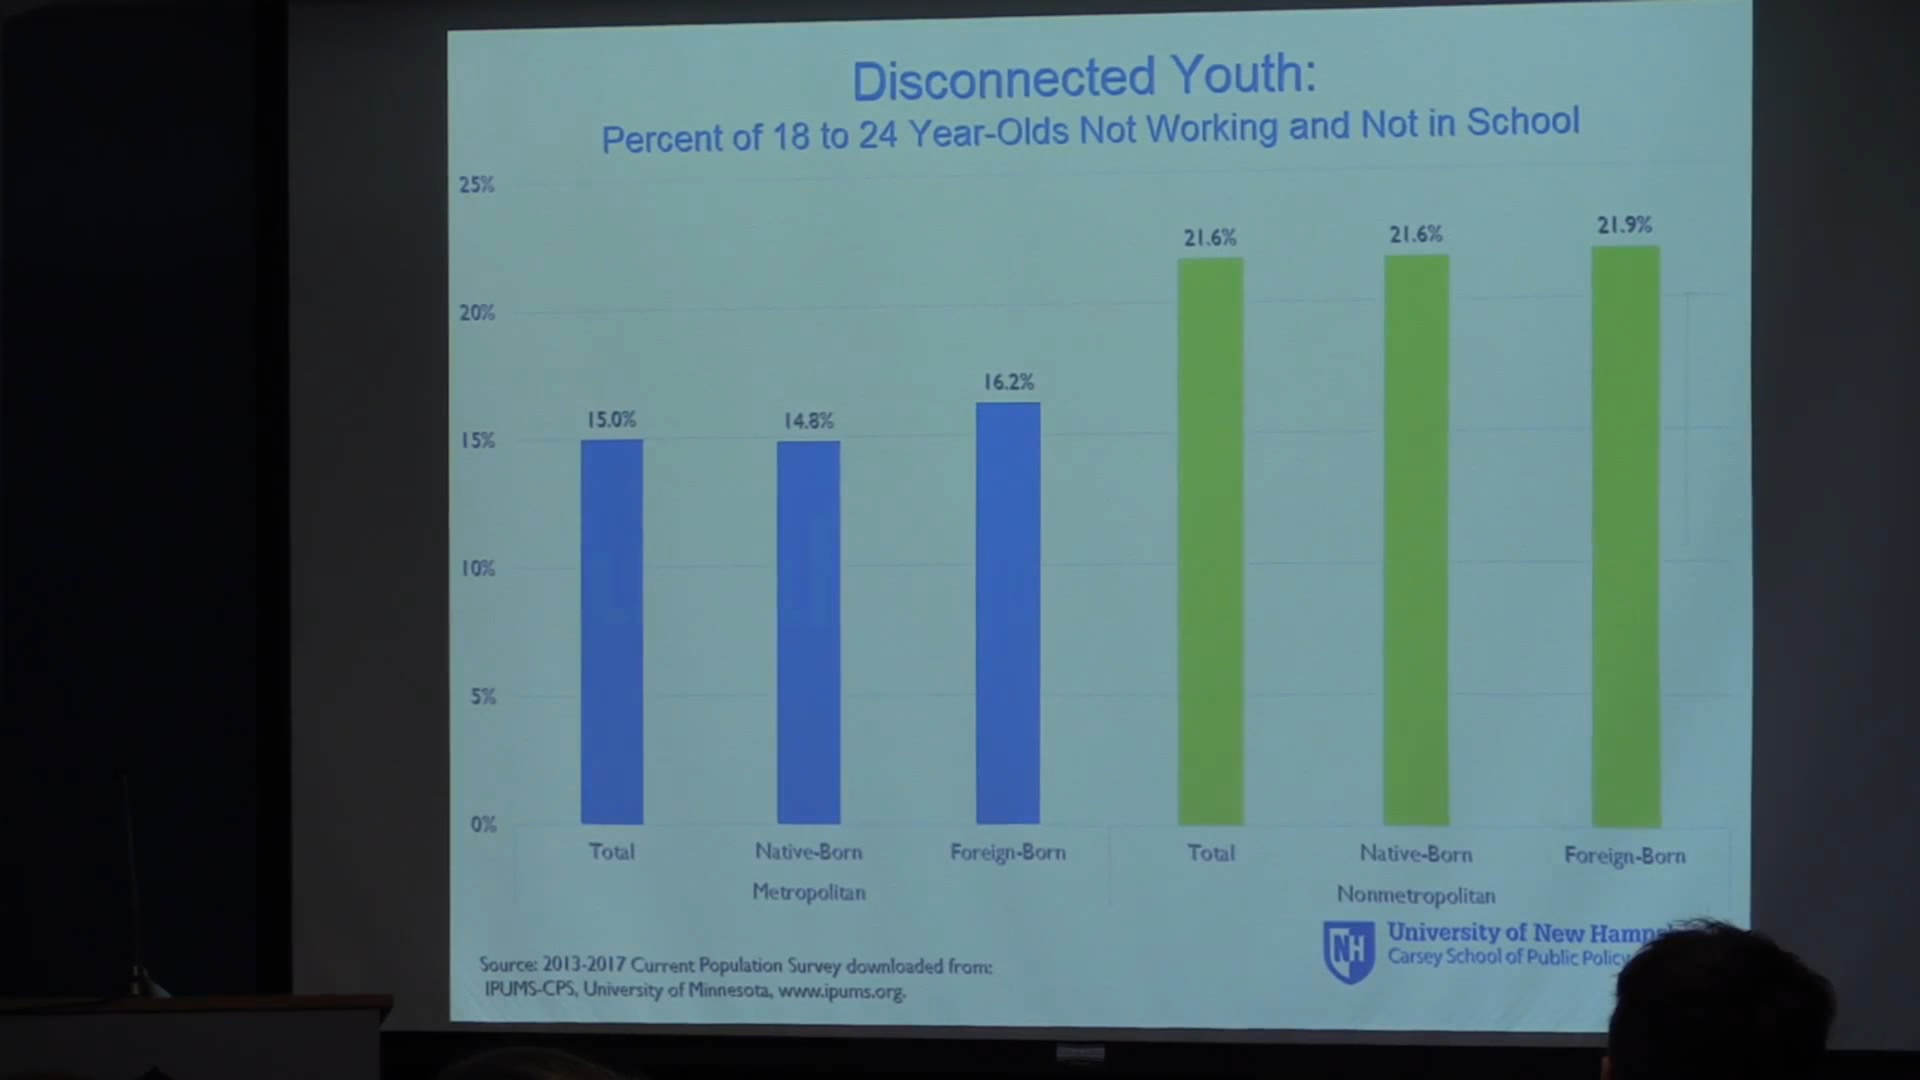 Disconnected Youth:
Percent of 18 to 24 Year-Olds Not Working and Not in School
25%
20%
15%
10%
5%
0%
15.0%
14.8%
16.2%
21.6%
21.6%
21.9%
Total
Native-Born
Foreign-Born
Total
Native-Born
Foreign-Born
Metropolitan
Nonmetropolitan
University of New Hamps
Carsey School of Public Policy
Source: 2013-2017 Current Population Survey downloaded from:
IPUMS-CPS, University of Minnesota, www.ipums.org.
NH